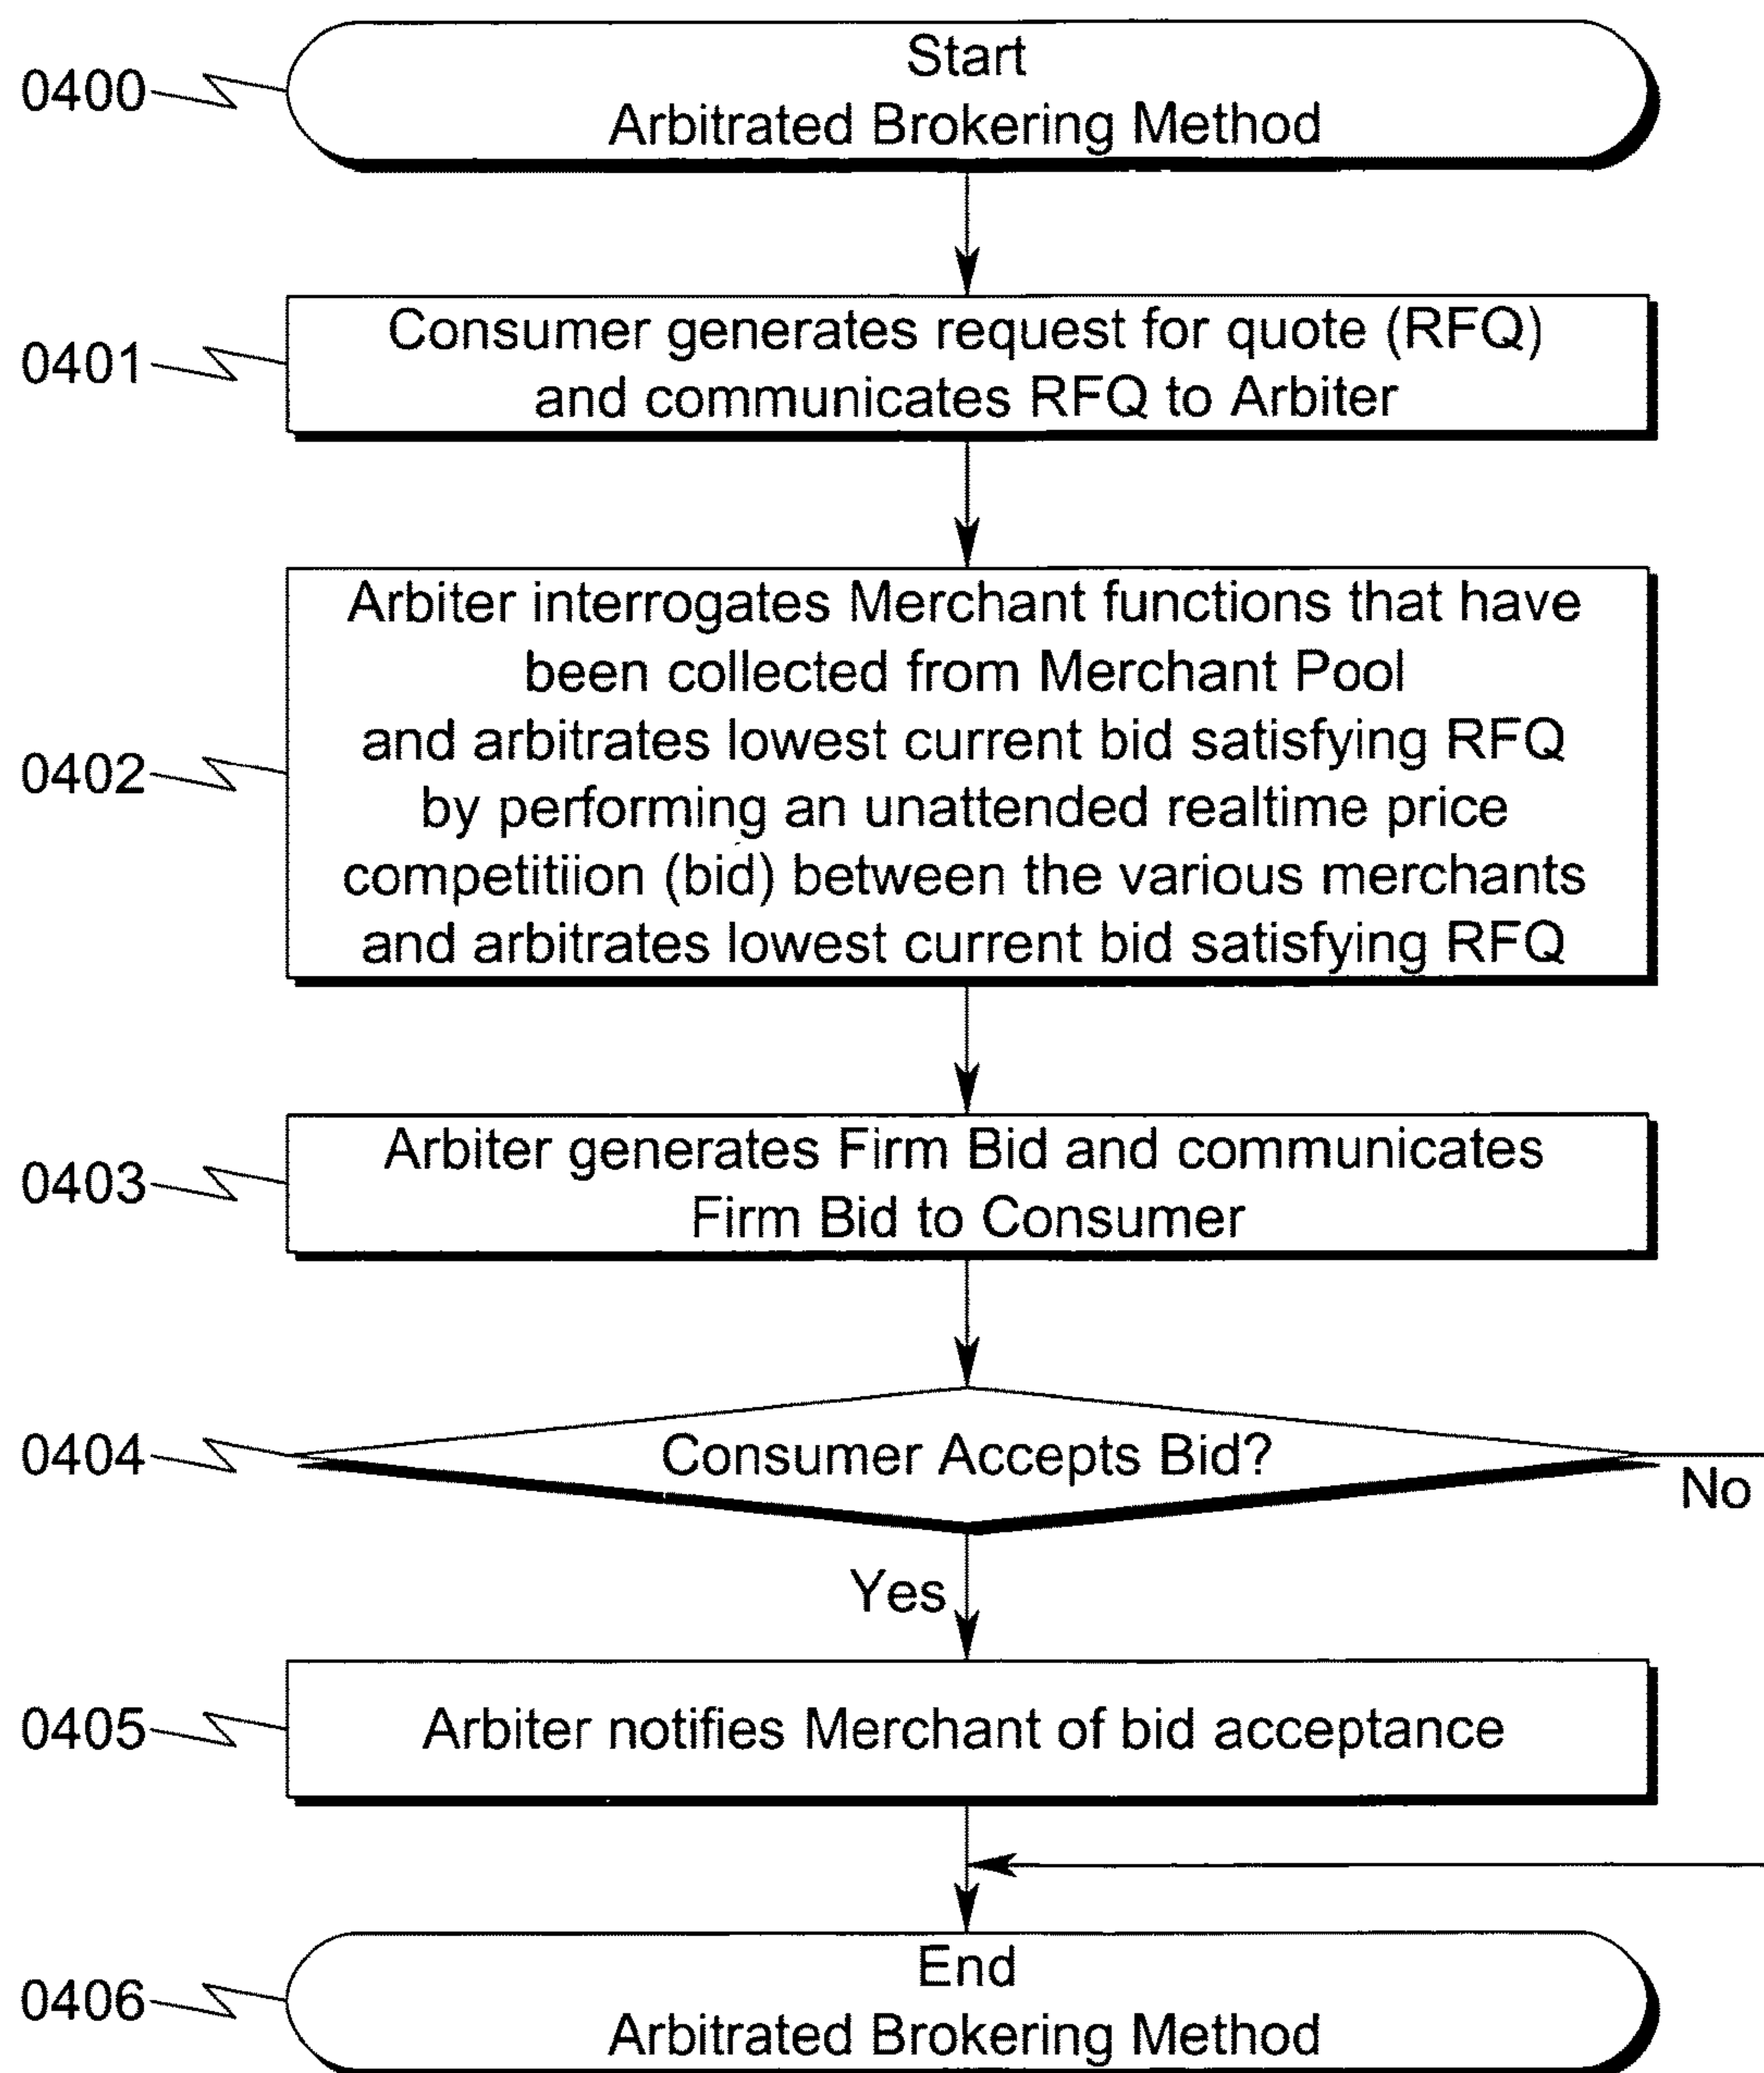 0400
Start
Arbitrated Brokering Method
0401
Consumer generates request for quote (RFQ)
and communicates RFQ to Arbiter
0402
Arbiter interrogates Merchant functions that have
been collected from Merchant Pool
and arbitrates lowest current bid satisfying RFQ
by performing an unattended realtime price
competitiion (bid) between the various merchants
and arbitrates lowest current bid satisfying RFQ
0403
Arbiter generates Firm Bid and communicates
Firm Bid to Consumer
0404
Consumer Accepts Bid?
No
Yes
0405
Arbiter notifies Merchant of bid acceptance
0406
End
Arbitrated Brokering Method